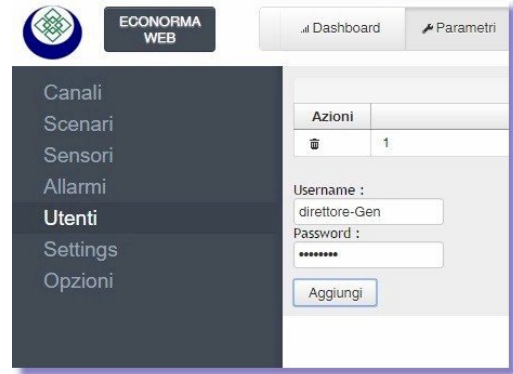 ECONORMA
WEB
Dashboard
Parametri
Canali
Scenari
Sensori
Allarmi
Utenti
Settings
Opzioni
Azioni
1
Username :
direttore-Gen
Password :
••••••••
Aggiungi